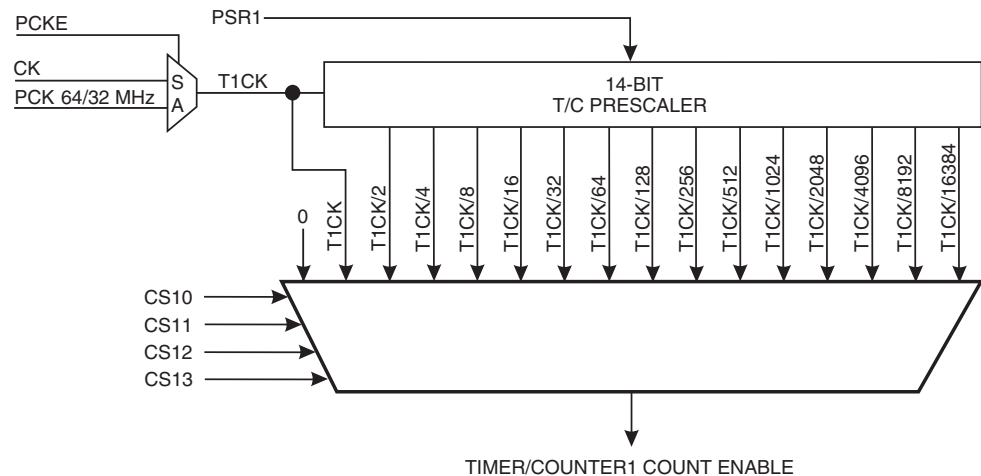 PSR1
PCKE
CK
PCK 64/32 MHz
S
A
T1CK
14-BIT
T/C PRESCALER
0
T1CK
T1CK/2
T1CK/4
T1CK/8
T1CK/16
T1CK/32
T1CK/64
T1CK/128
T1CK/256
T1CK/512
T1CK/1024
T1CK/2048
T1CK/4096
T1CK/8192
T1CK/16384
CS10
CS11
CS12
CS13
TIMER/COUNTER1 COUNT ENABLE